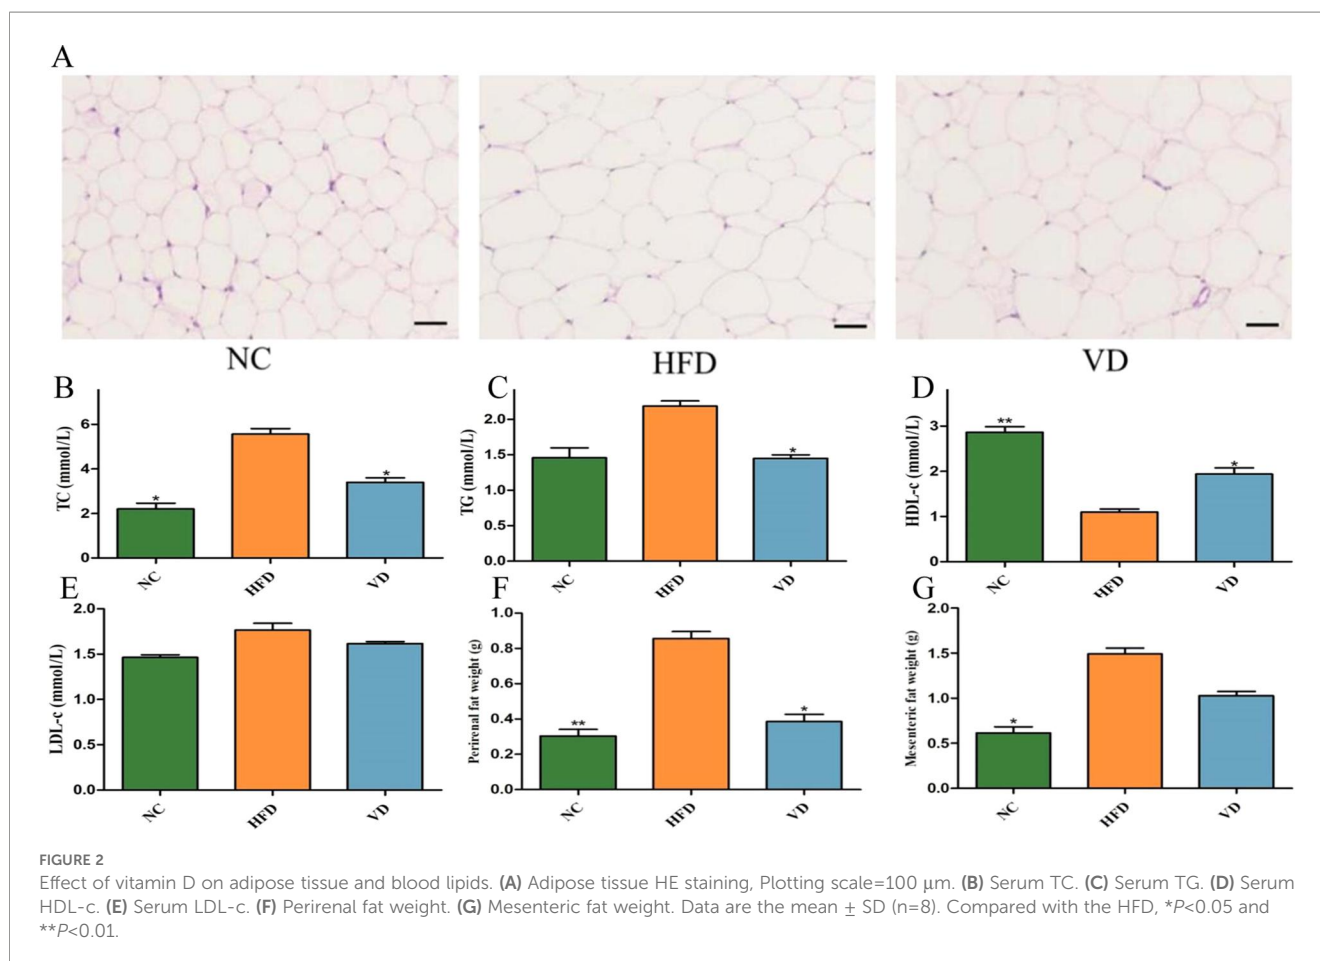 A
NC
HFD
VD
B
TC (mmol/L)
6
4
2
0
*
*
NC
HFD
VD
C
TG (mmol/L)
2.0
1.5
1.0
0.5
0.0
*
NC
HFD
VD
D
HDL-c (mmol/L)
3
2
1
0
**
*
NC
HFD
VD
E
LDL-c (mmol/L)
2.0
1.5
1.0
0.5
0.0
NC
HFD
VD
F
Perirenal fat weight (g)
1.0
0.8
0.6
0.4
0.2
0.0
**
*
NC
HFD
VD
G
Mesenteric fat weight (g)
2.0
1.5
1.0
0.5
0.0
*
NC
HFD
VD
FIGURE 2
Effect of vitamin D on adipose tissue and blood lipids. (A) Adipose tissue HE staining, Plotting scale=100 μm. (B) Serum TC. (C) Serum TG. (D) Serum
HDL-c. (E) Serum LDL-c. (F) Perirenal fat weight. (G) Mesenteric fat weight. Data are the mean ± SD (n=8). Compared with the HFD, *P<0.05 and
**P<0.01.